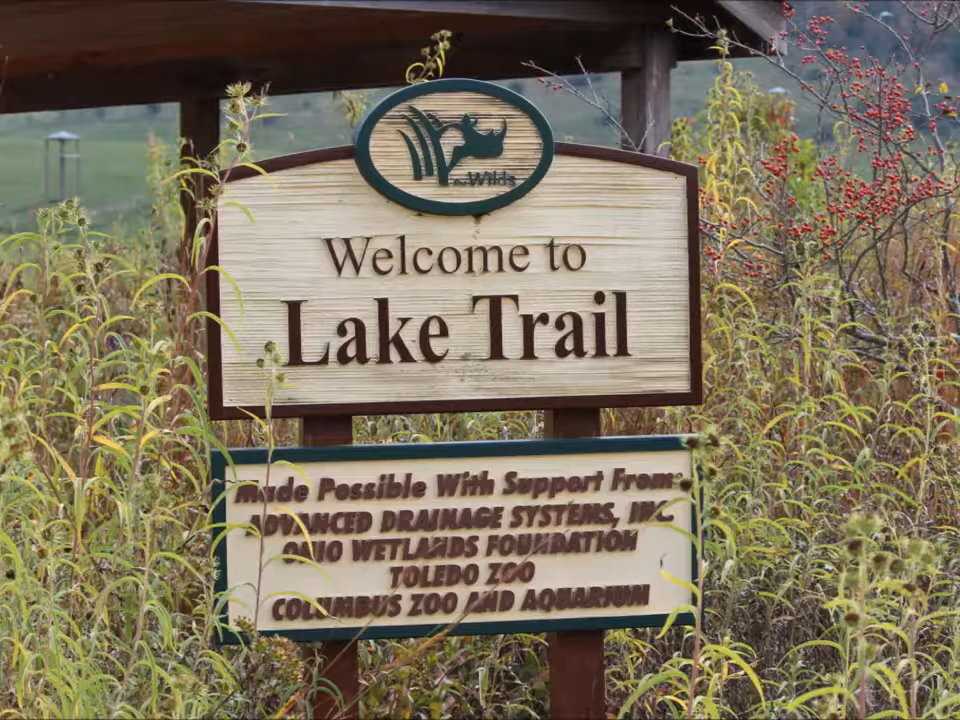 the Wilds
Welcome to
Lake Trail
Made Possible With Support From:
ADVANCED DRAINAGE SYSTEMS, INC.
OHIO WETLANDS FOUNDATION
TOLEDO ZOO
COLUMBUS ZOO AND AQUARIUM